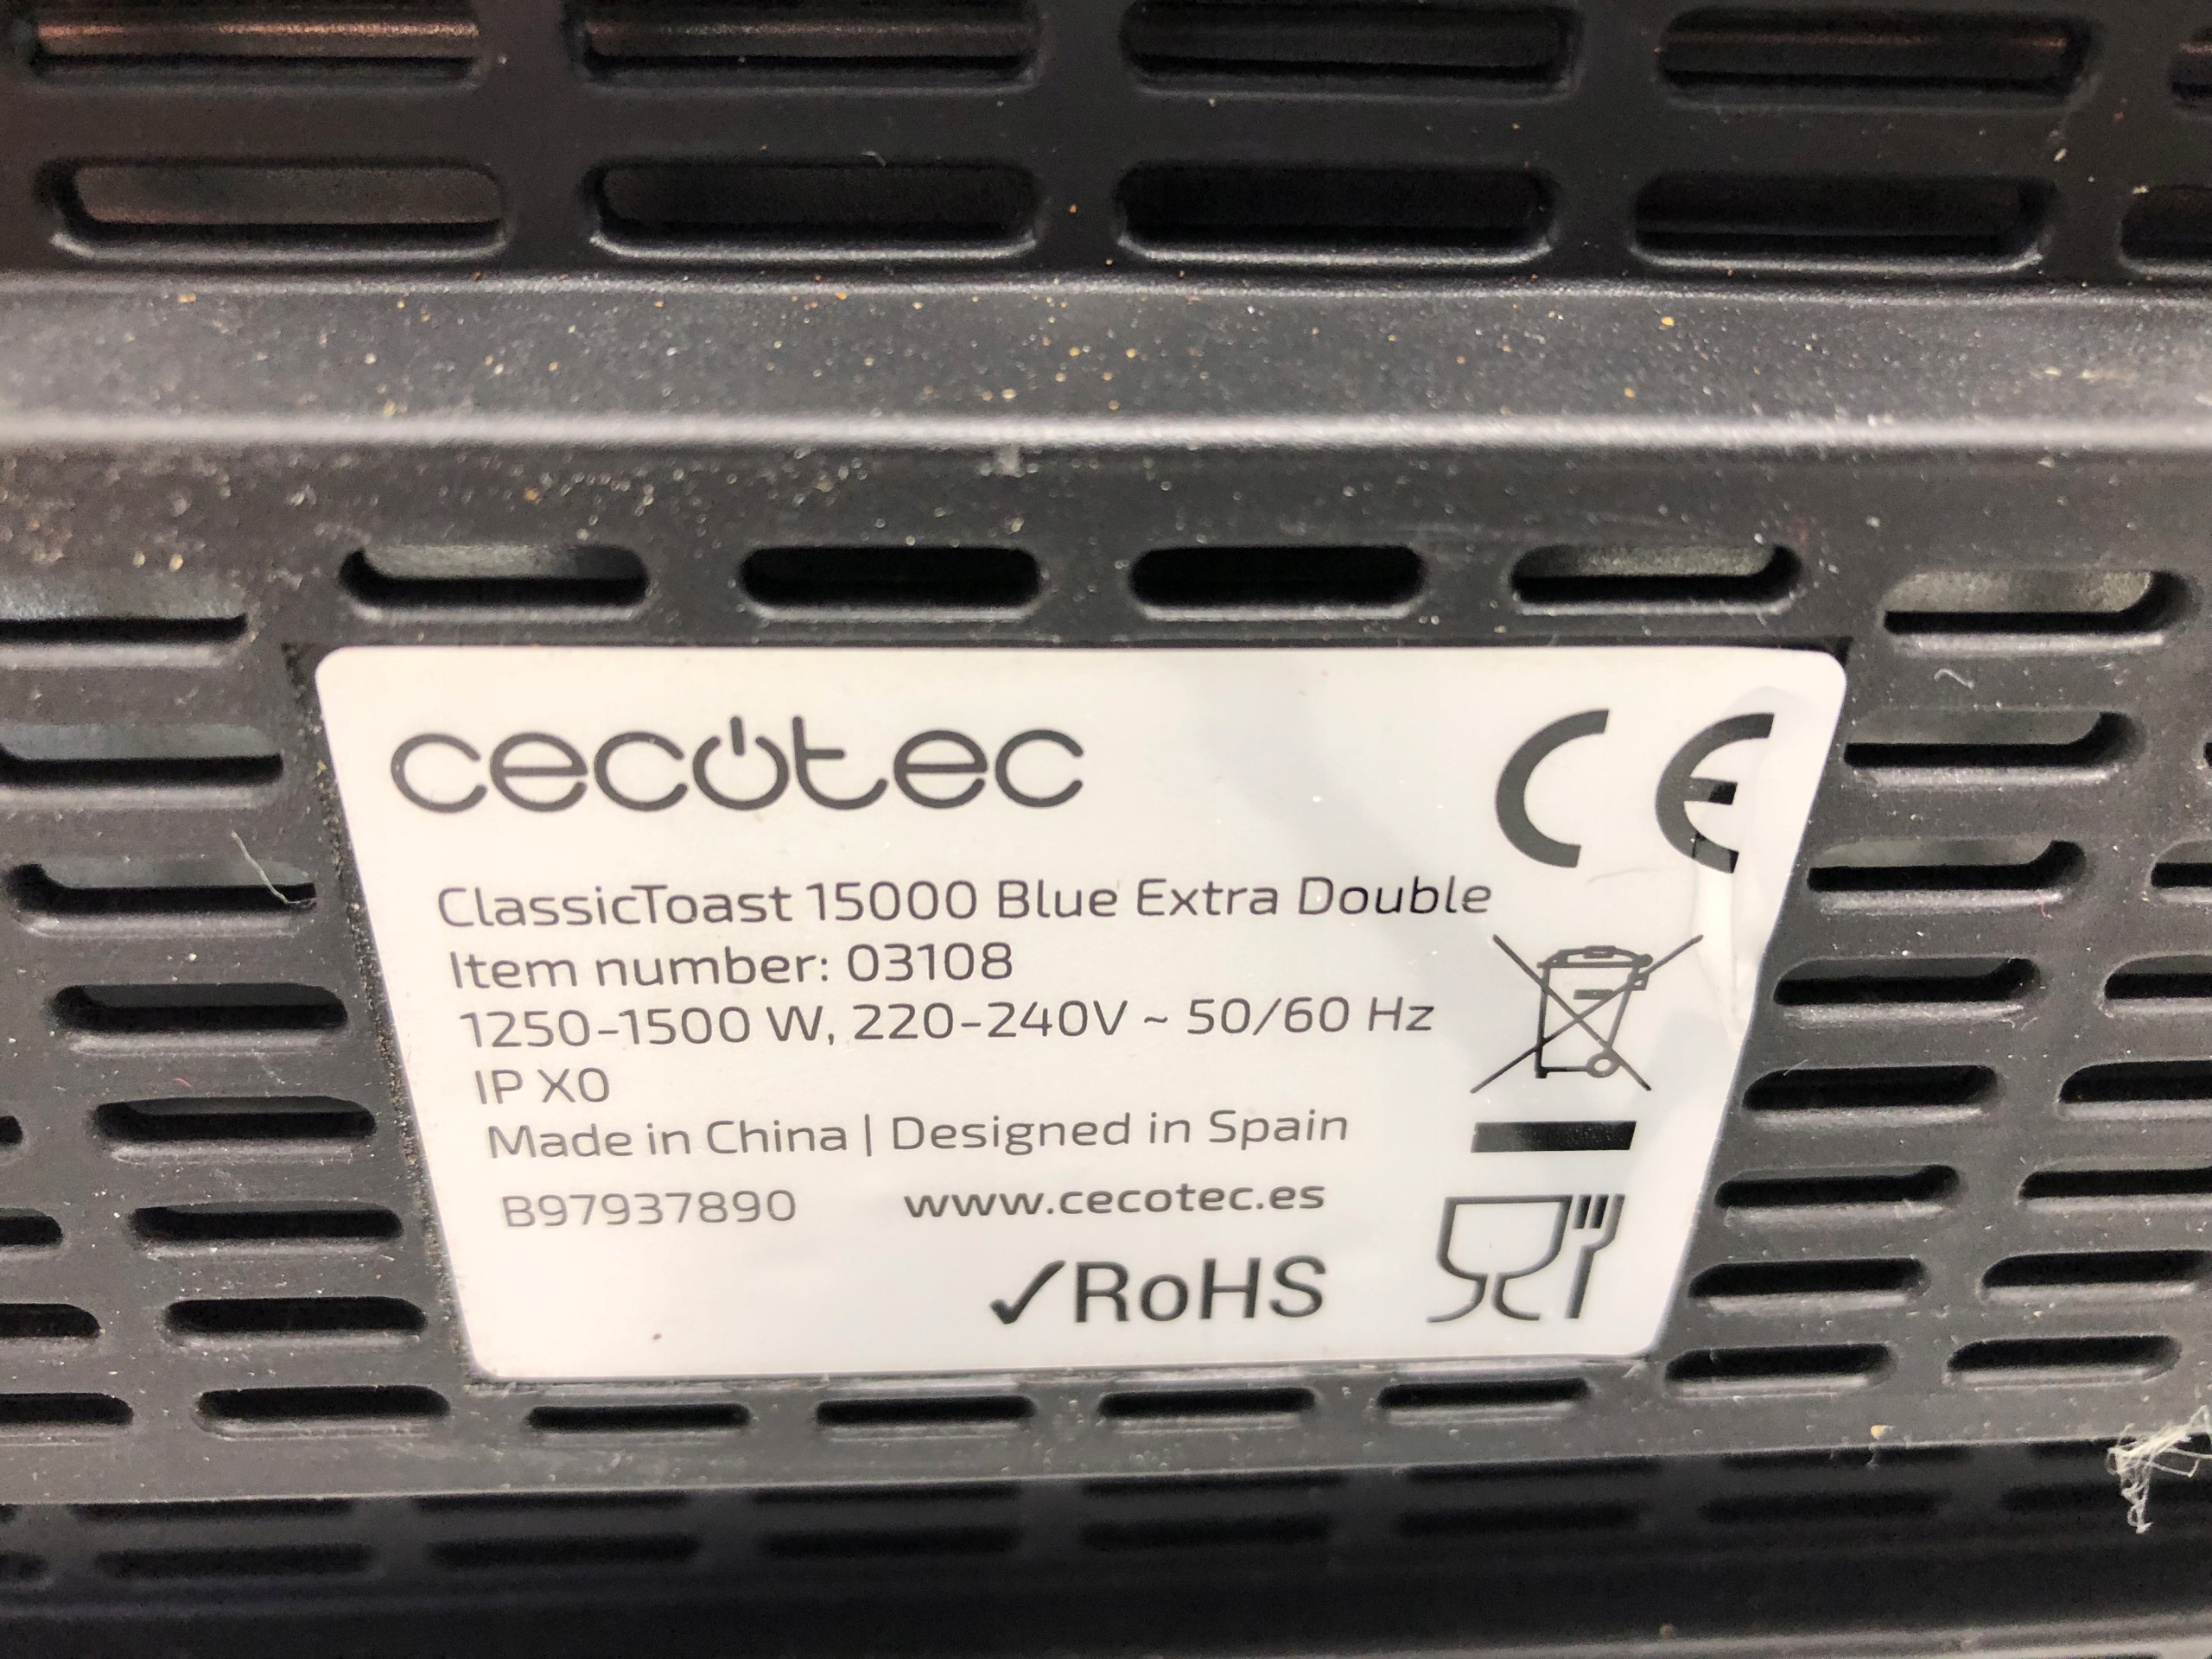 cecotec
CE
ClassicToast 15000 Blue Extra Double
Item number: 03108
1250-1500 W, 220-240V ~ 50/60 Hz
IP X0
Made in China | Designed in Spain
B97937890 www.cecotec.es
✓RoHS